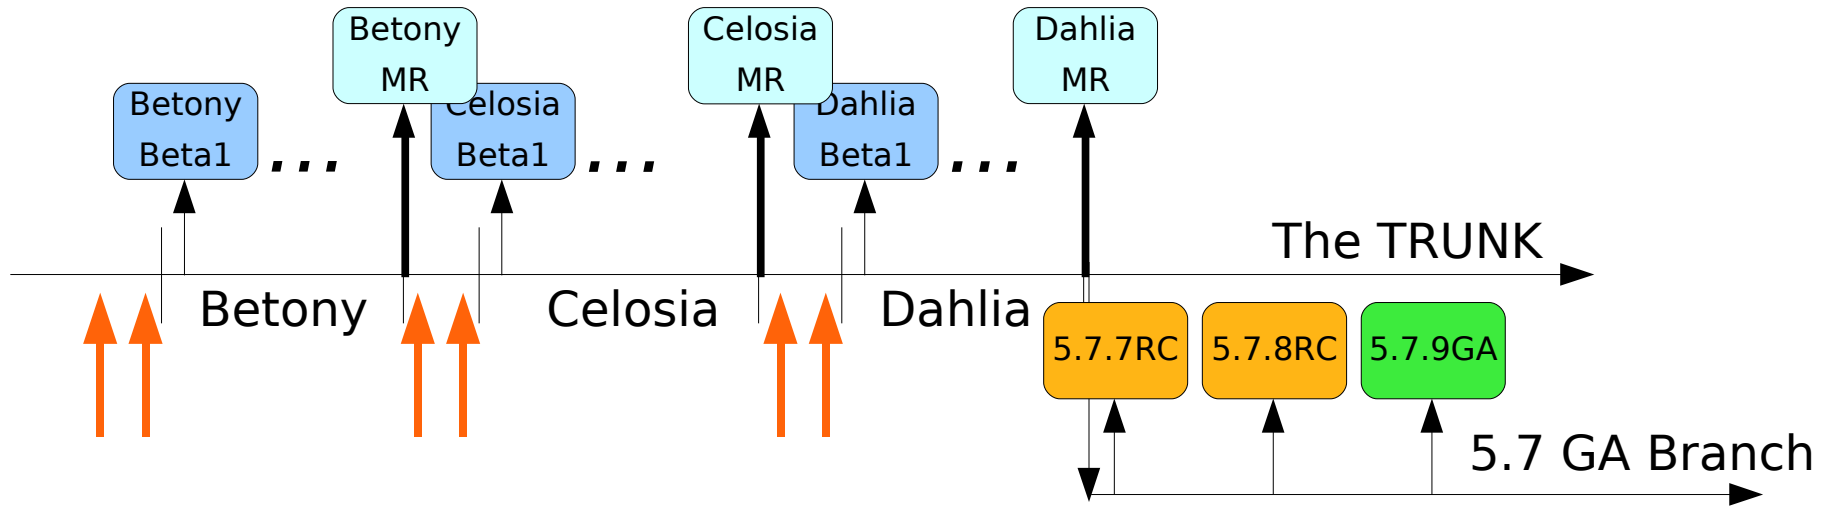 Betony
MR
Celosia
MR
Dahlia
MR
Betony
Beta1
...
Celosia
Beta1
...
Dahlia
Beta1
...
The TRUNK
Betony
Celosia
Dahlia
5.7.7RC
5.7.8RC
5.7.9GA
5.7 GA Branch